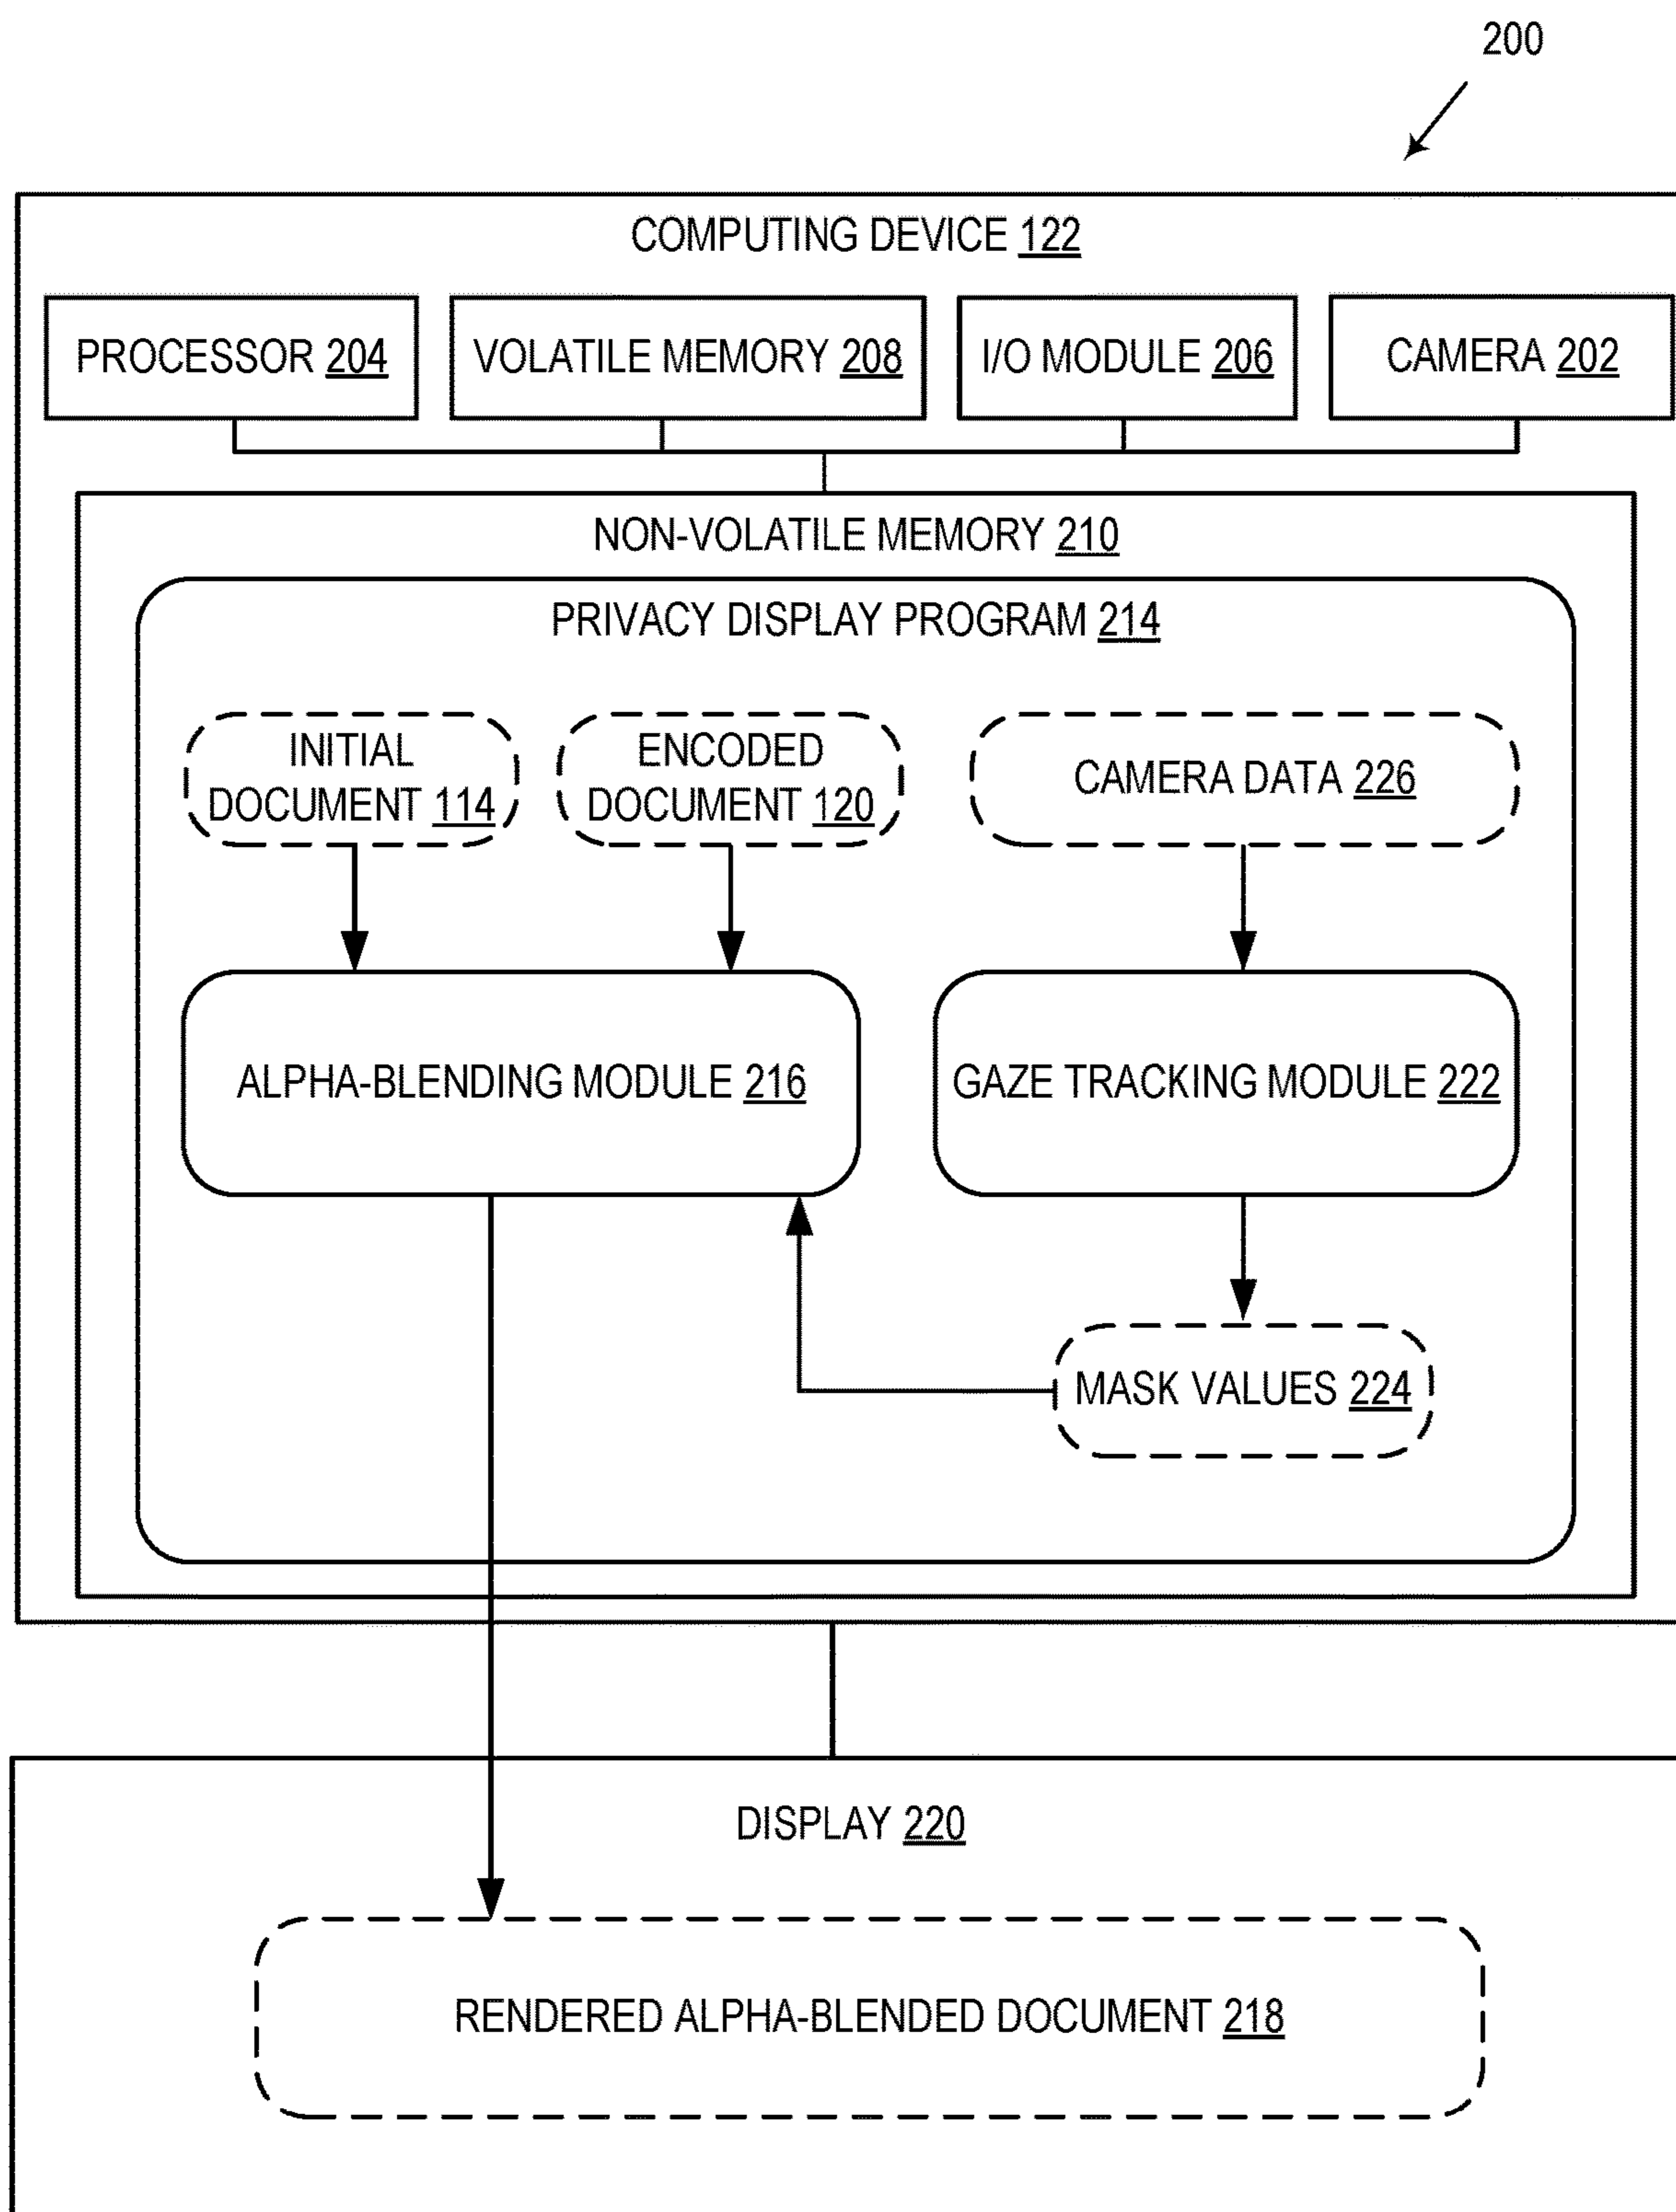 200
COMPUTING DEVICE 122
PROCESSOR 204
VOLATILE MEMORY 208
I/O MODULE 206
CAMERA 202
NON-VOLATILE MEMORY 210
PRIVACY DISPLAY PROGRAM 214
INITIAL
DOCUMENT 114
ENCODED
DOCUMENT 120
CAMERA DATA 226
ALPHA-BLENDING MODULE 216
GAZE TRACKING MODULE 222
MASK VALUES 224
DISPLAY 220
RENDERED ALPHA-BLENDED DOCUMENT 218